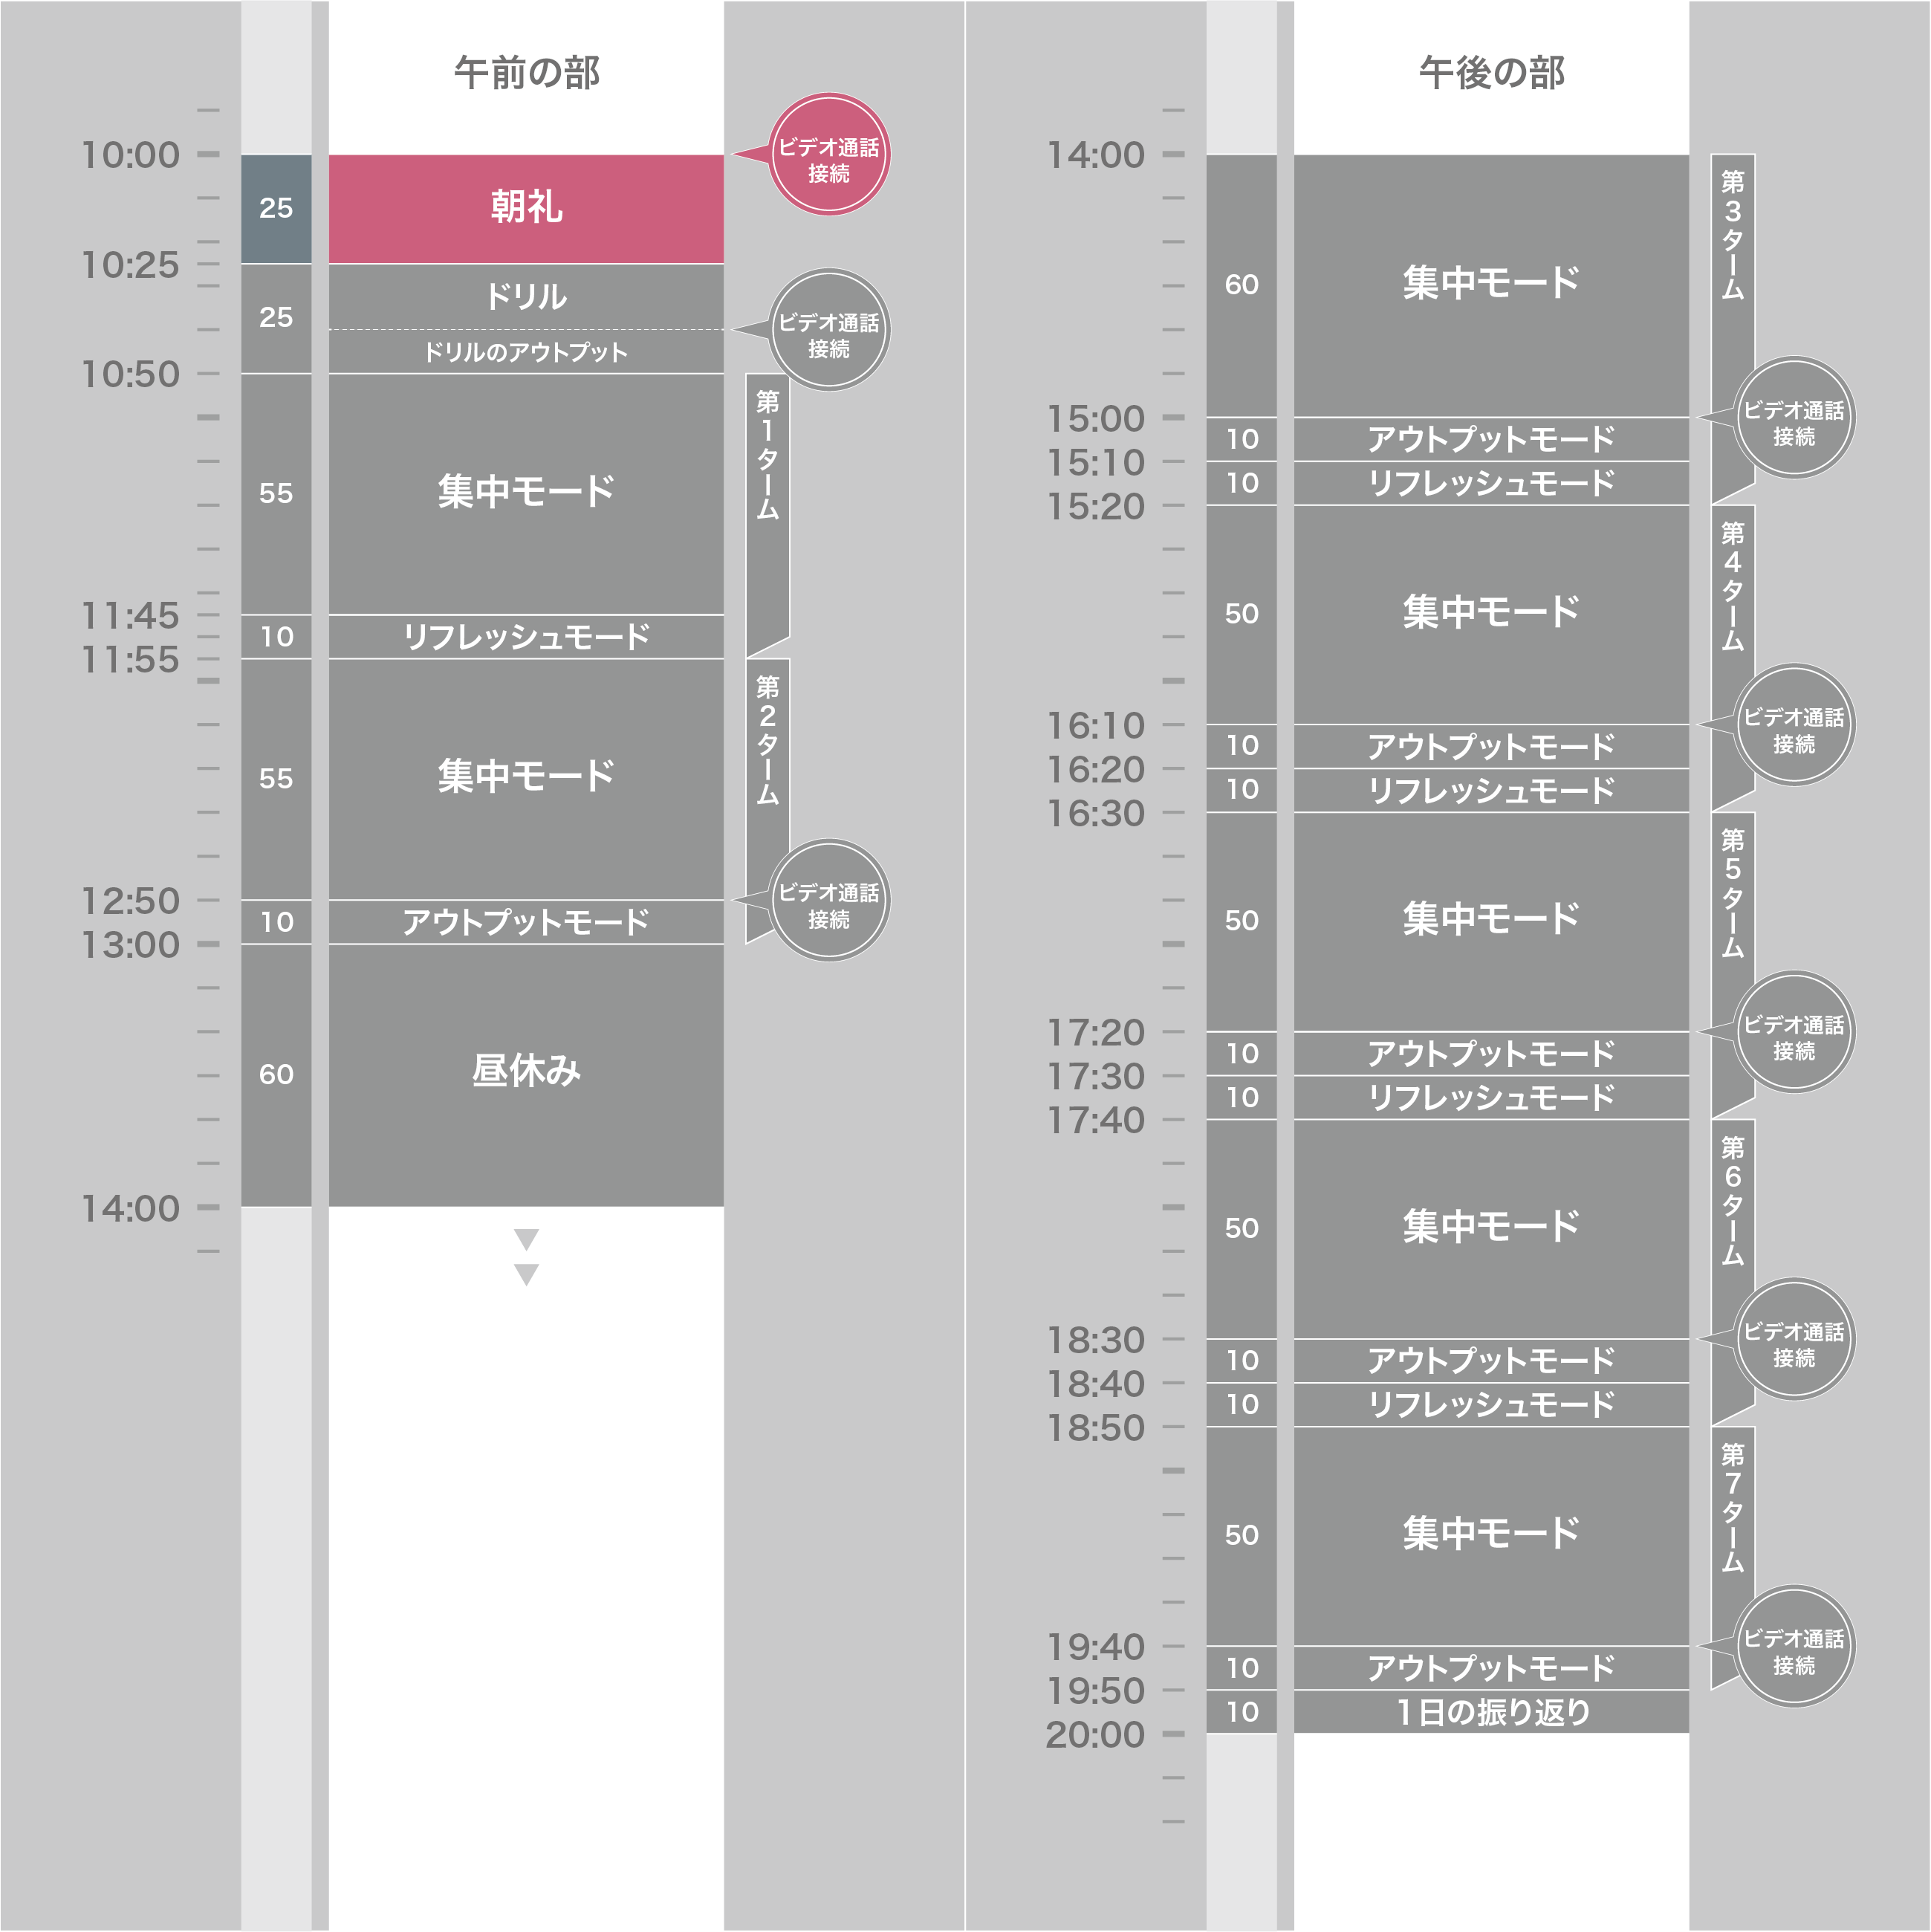 午前の部
10:00
25
朝礼
ビデオ通話
接続
10:25
25
ドリル
ビデオ通話
接続
ドリルのアウトプット
10:50
第1ターム
55
集中モード
11:45
10
リフレッシュモード
11:55
第2ターム
55
集中モード
12:50
ビデオ通話
接続
10
アウトプットモード
13:00
60
昼休み
14:00
午後の部
14:00
第3ターム
60
集中モード
15:00
ビデオ通話
接続
10
アウトプットモード
15:10
10
リフレッシュモード
15:20
第4ターム
50
集中モード
16:10
ビデオ通話
接続
10
アウトプットモード
16:20
10
リフレッシュモード
16:30
第5ターム
50
集中モード
17:20
ビデオ通話
接続
10
アウトプットモード
17:30
10
リフレッシュモード
17:40
第6ターム
50
集中モード
18:30
ビデオ通話
接続
10
アウトプットモード
18:40
10
リフレッシュモード
18:50
第7ターム
50
集中モード
19:40
ビデオ通話
接続
10
アウトプットモード
19:50
10
1日の振り返り
20:00